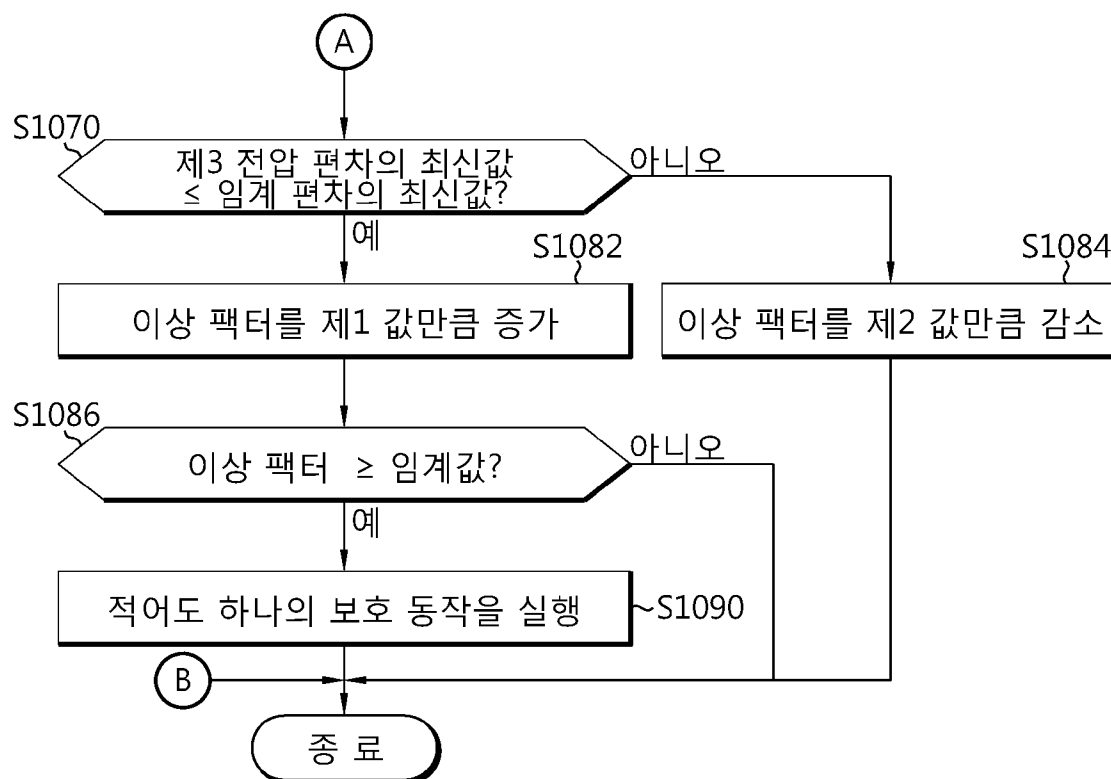 A
S1070
제3 전압 편차의 최신값
≤ 임계 편차의 최신값?
아니오
예
S1082
S1084
이상 팩터를 제1 값만큼 증가
이상 팩터를 제2 값만큼 감소
S1086
이상 팩터 ≥ 임계값?
아니오
예
적어도 하나의 보호 동작을 실행
S1090
B
종 료